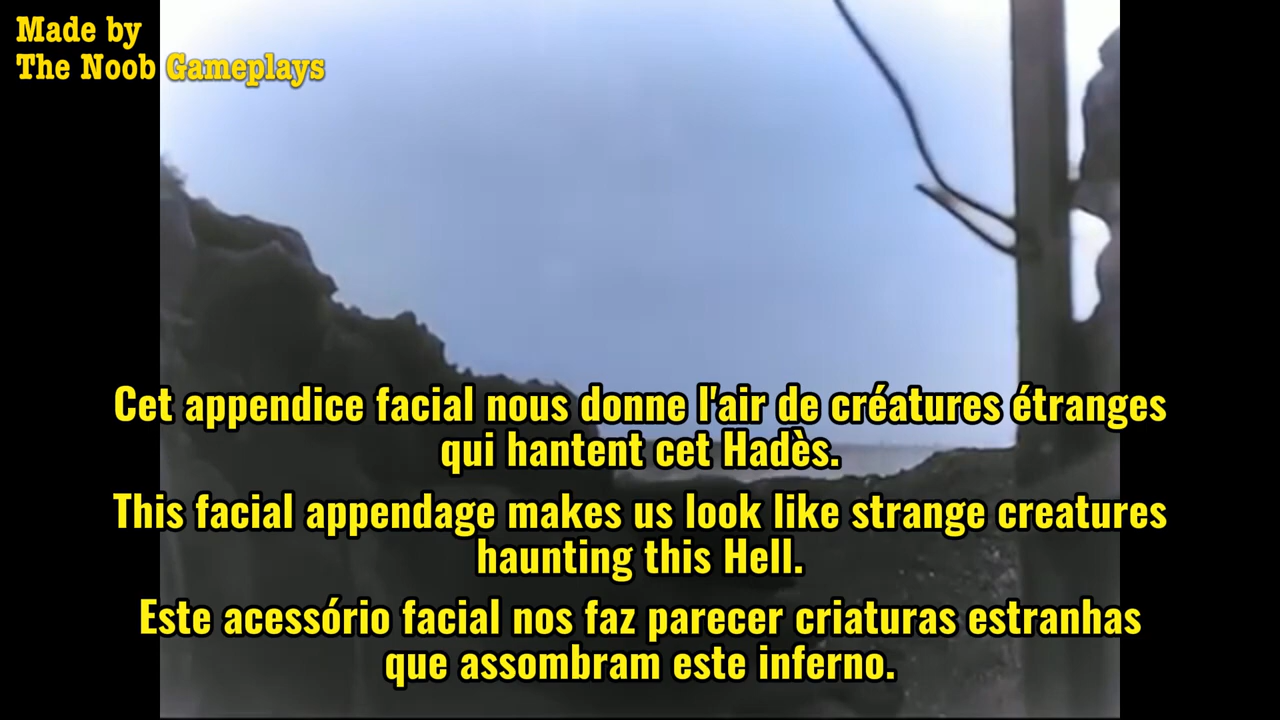 Made by
The Noob Gameplays
Cet appendice facial nous donne l'air de créatures étranges
qui hantent cet Hadès.
This facial appendage makes us look like strange creatures
haunting this Hell.
Este acessório facial nos faz parecer criaturas estranhas
que assombram este inferno.